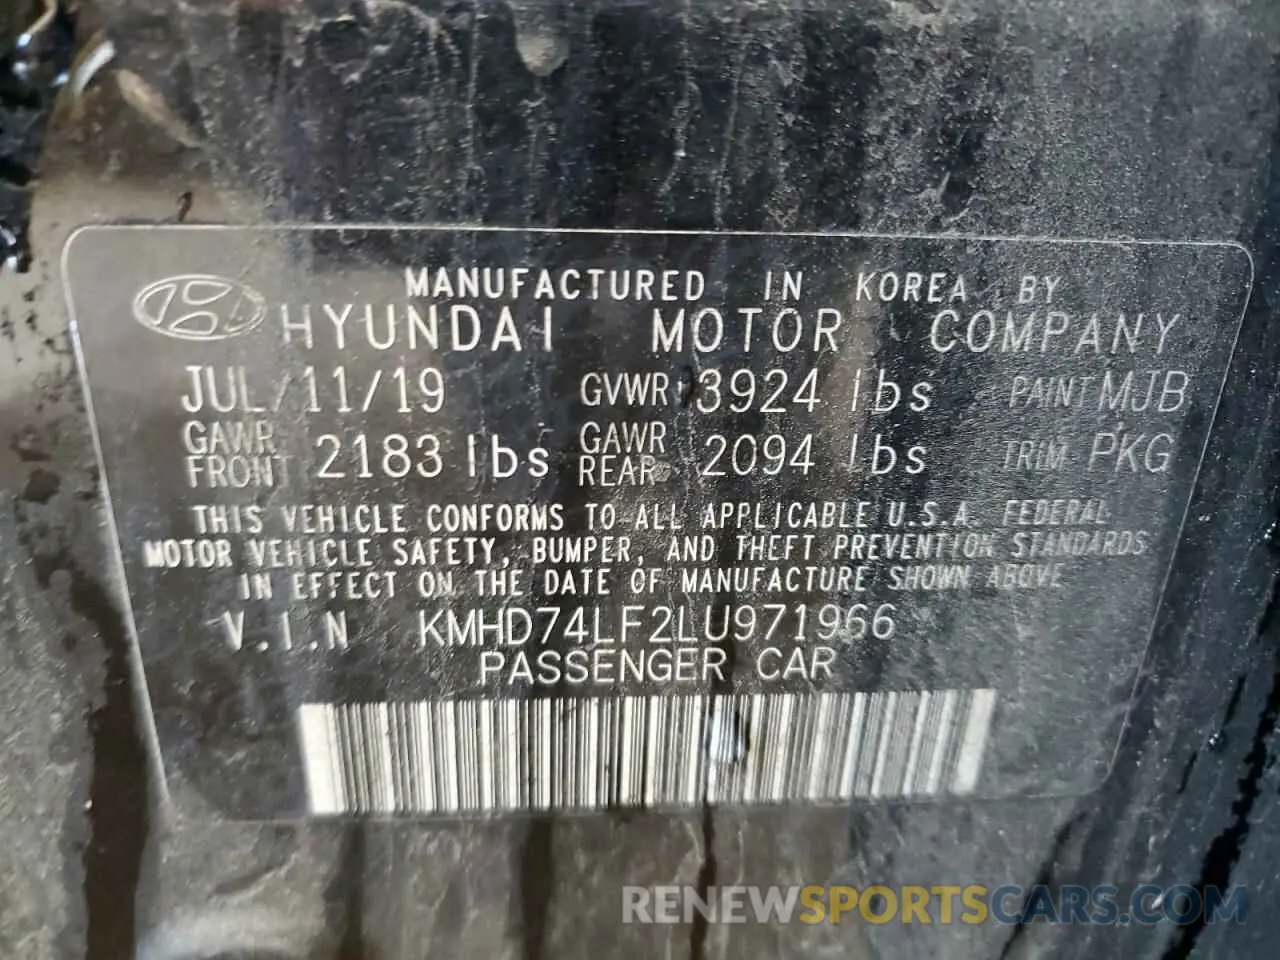 MANUFACTURED IN KOREA BY
HYUNDAI MOTOR COMPANY
JUL/11/19 GVWR: 3924 lbs PAINT MJB
GAWR FRONT 2183 lbs GAWR REAR 2094 lbs TRIM PKG
THIS VEHICLE CONFORMS TO ALL APPLICABLE U.S.A. FEDERAL
MOTOR VEHICLE SAFETY, BUMPER, AND THEFT PREVENTION STANDARDS
IN EFFECT ON THE DATE OF MANUFACTURE SHOWN ABOVE
V.I.N KMHD74LF2LU971966
PASSENGER CAR
RENEWSPORTSCARS.COM